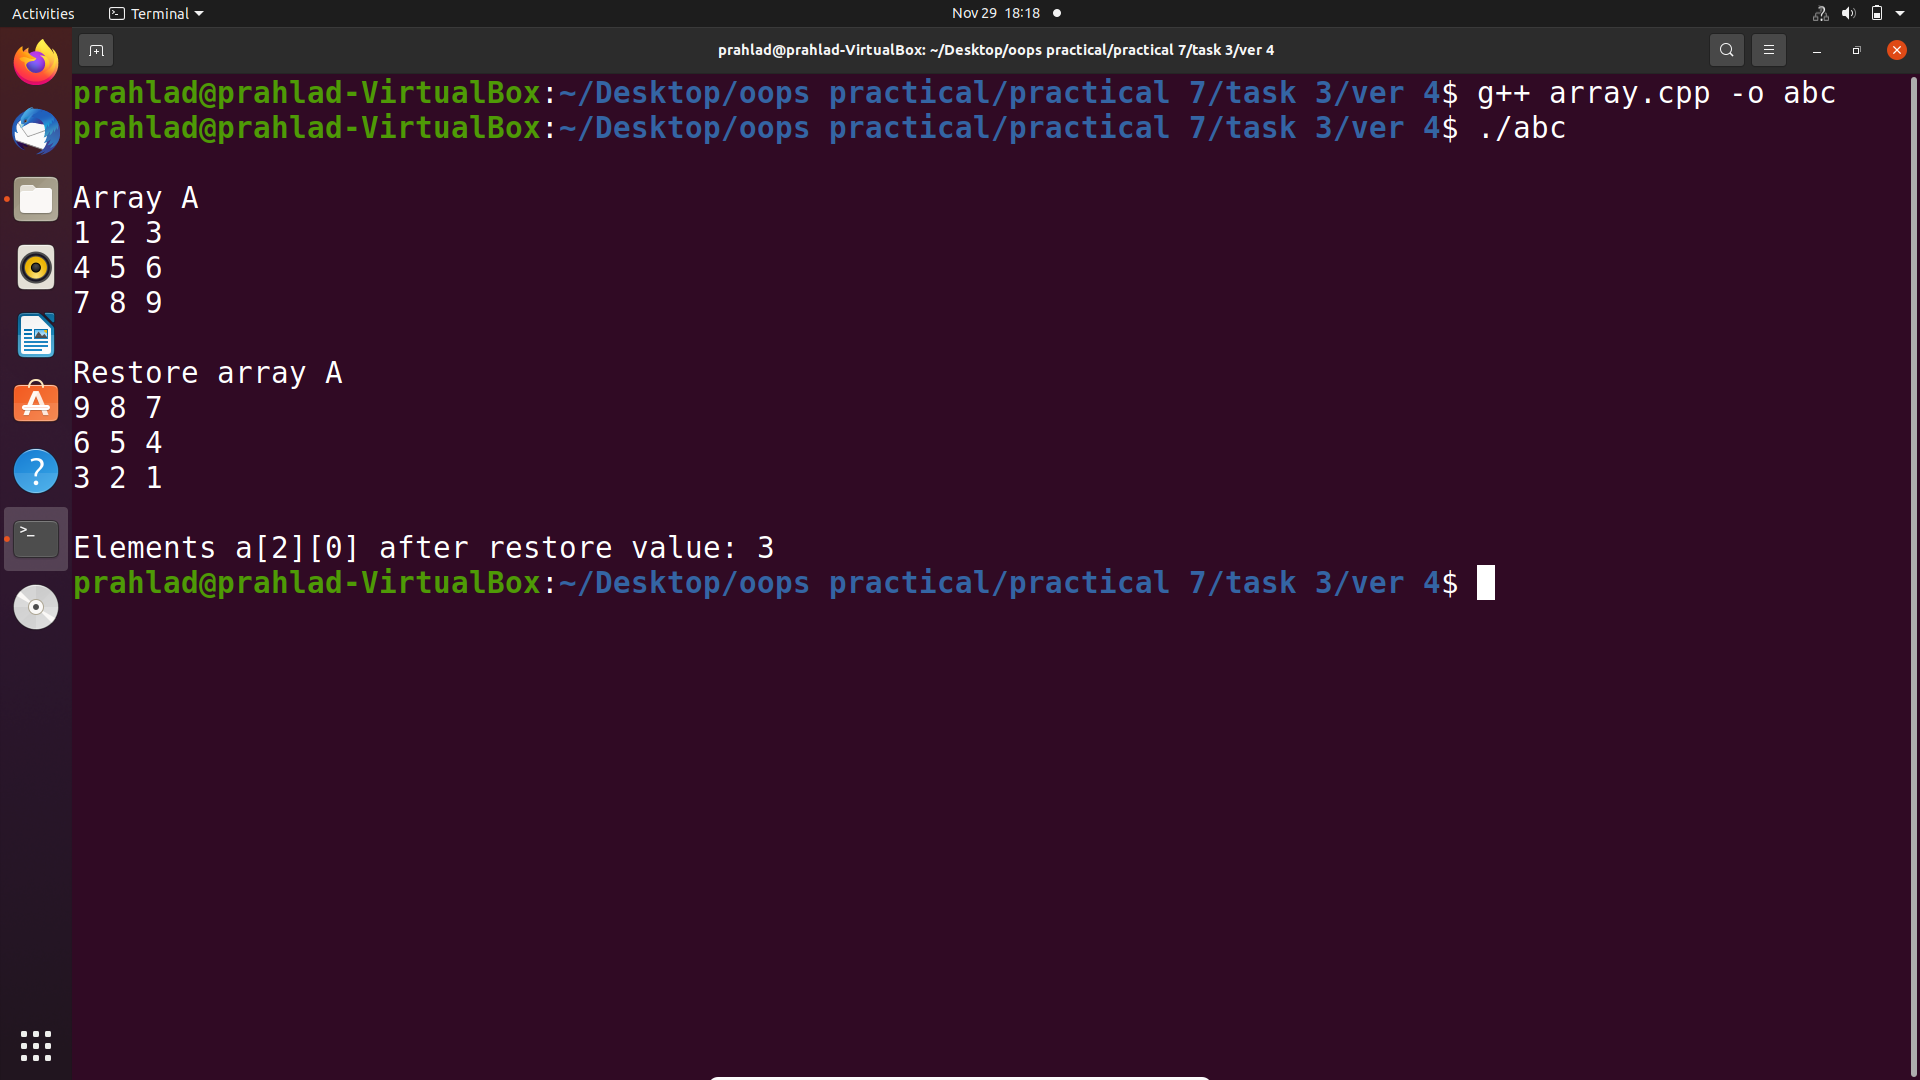 Activities Terminal Nov 29 18:18
prahlad@prahlad-VirtualBox: ~/Desktop/oops practical/practical 7/task 3/ver 4
prahlad@prahlad-VirtualBox:~/Desktop/oops practical/practical 7/task 3/ver 4$ g++ array.cpp -o abc
prahlad@prahlad-VirtualBox:~/Desktop/oops practical/practical 7/task 3/ver 4$ ./abc
Array A
1 2 3
4 5 6
7 8 9
Restore array A
9 8 7
6 5 4
3 2 1
Elements a[2][0] after restore value: 3
prahlad@prahlad-VirtualBox:~/Desktop/oops practical/practical 7/task 3/ver 4$